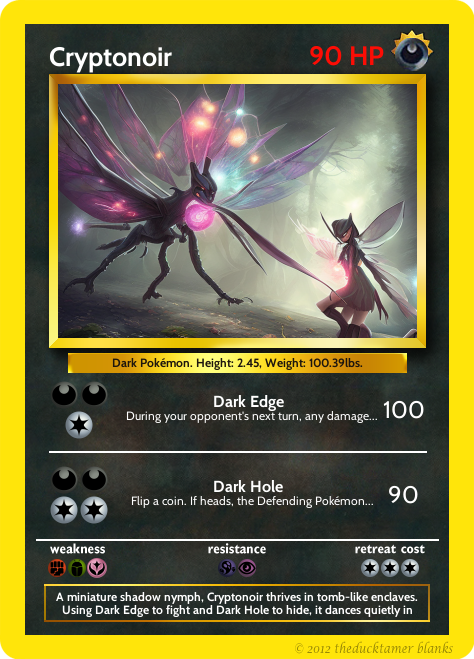 Cryptonoir 90 HP
Dark Pokémon. Height: 2.45, Weight: 100.39lbs.
Dark Edge
During your opponent's next turn, any damage... 100
Dark Hole
Flip a coin. If heads, the Defending Pokémon... 90
weakness resistance retreat cost
A miniature shadow nymph, Cryptonoir thrives in tomb-like enclaves.
Using Dark Edge to fight and Dark Hole to hide, it dances quietly in
© 2012 theducktamer blanks